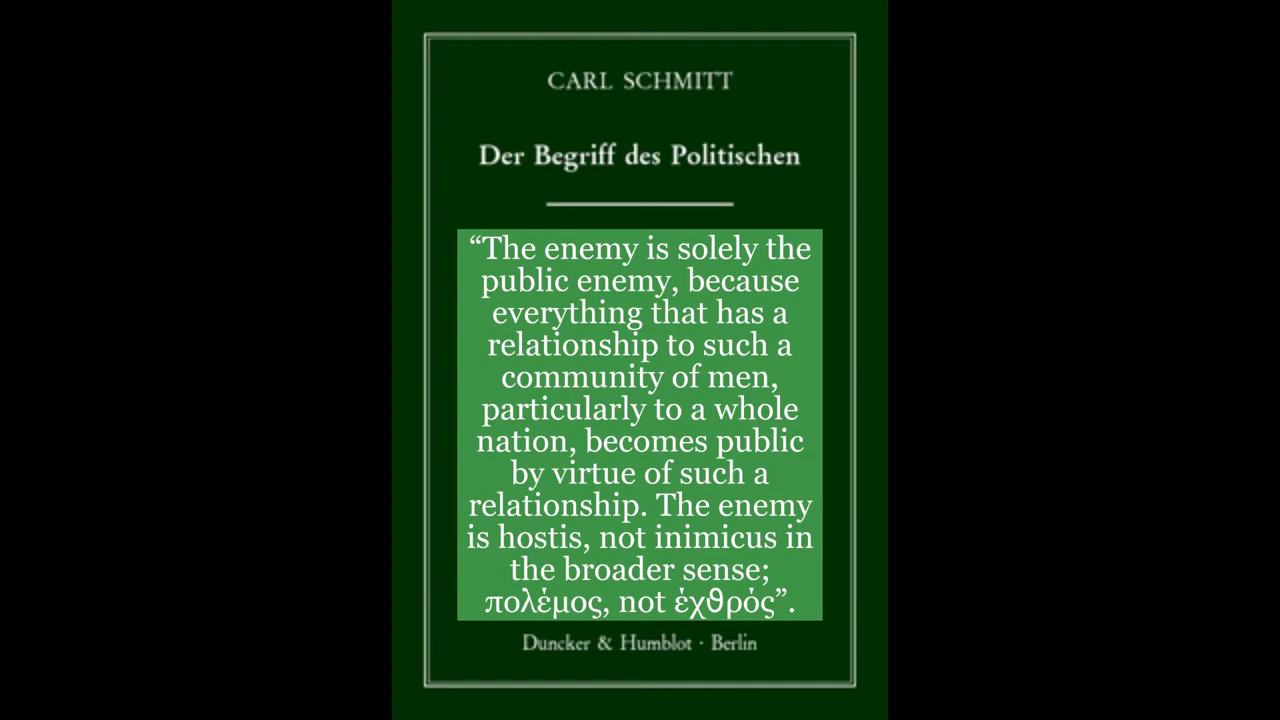 CARL SCHMITT
Der Begriff des Politischen
“The enemy is solely the
public enemy, because
everything that has a
relationship to such a
community of men,
particularly to a whole
nation, becomes public
by virtue of such a
relationship. The enemy
is hostis, not inimicus in
the broader sense;
πολέμος, not ἐχϑρός”.
Duncker & Humblot · Berlin